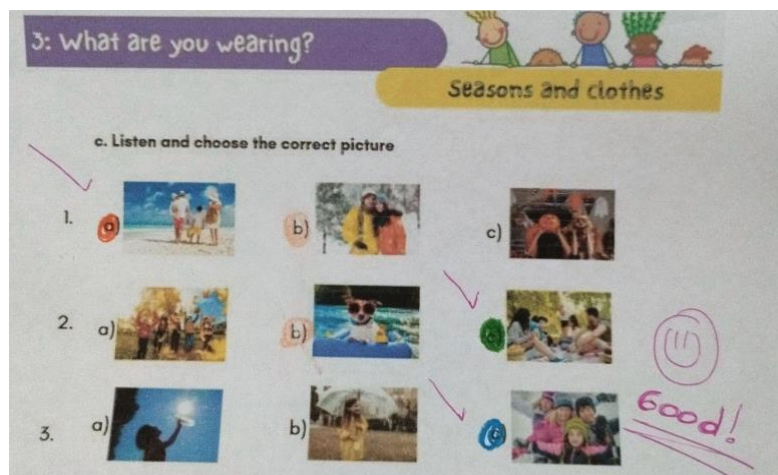 3: What are you wearing?
Seasons and clothes
c. Listen and choose the correct picture
1. a) b) c)
2. a) b) c
3. a) b)
Good!